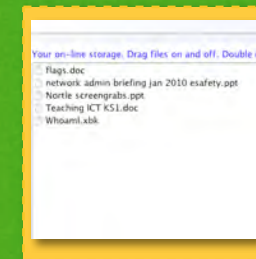 Your on-line storage. Drag files on and off. Double
flags.doc
network admin briefing jan 2010 esafety.ppt
Nortle screengrabs.ppt
Teaching ICT KS1.doc
WhoamI.xbk